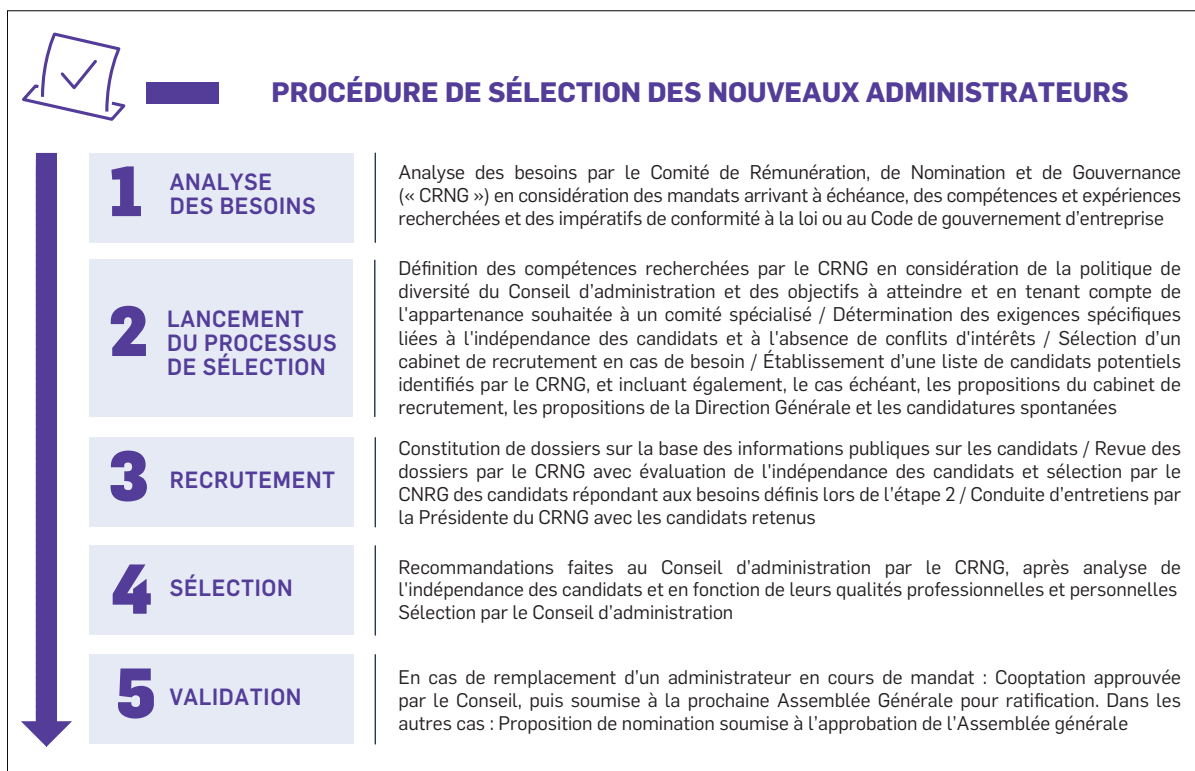 PROCÉDURE DE SÉLECTION DES NOUVEAUX ADMINISTRATEURS
1 ANALYSE
DES BESOINS
Analyse des besoins par le Comité de Rémunération, de Nomination et de Gouvernance
(« CRNG ») en considération des mandats arrivant à échéance, des compétences et expériences
recherchées et des impératifs de conformité à la loi ou au Code de gouvernement d'entreprise
2 LANCEMENT
DU PROCESSUS
DE SÉLECTION
Définition des compétences recherchées par le CRNG en considération de la politique de
diversité du Conseil d'administration et des objectifs à atteindre et en tenant compte de
l'appartenance souhaitée à un comité spécialisé / Détermination des exigences spécifiques
liées à l'indépendance des candidats et à l'absence de conflits d'intérêts / Sélection d'un
cabinet de recrutement en cas de besoin / Établissement d'une liste de candidats potentiels
identifiés par le CRNG, et incluant également, le cas échéant, les propositions du cabinet de
recrutement, les propositions de la Direction Générale et les candidatures spontanées
3 RECRUTEMENT
Constitution de dossiers sur la base des informations publiques sur les candidats / Revue des
dossiers par le CRNG avec évaluation de l'indépendance des candidats et sélection par le
CNRG des candidats répondant aux besoins définis lors de l'étape 2 / Conduite d'entretiens par
la Présidente du CRNG avec les candidats retenus
4 SÉLECTION
Recommandations faites au Conseil d'administration par le CRNG, après analyse de
l'indépendance des candidats et en fonction de leurs qualités professionnelles et personnelles
Sélection par le Conseil d'administration
5 VALIDATION
En cas de remplacement d'un administrateur en cours de mandat : Cooptation approuvée
par le Conseil, puis soumise à la prochaine Assemblée Générale pour ratification. Dans les
autres cas : Proposition de nomination soumise à l'approbation de l'Assemblée générale